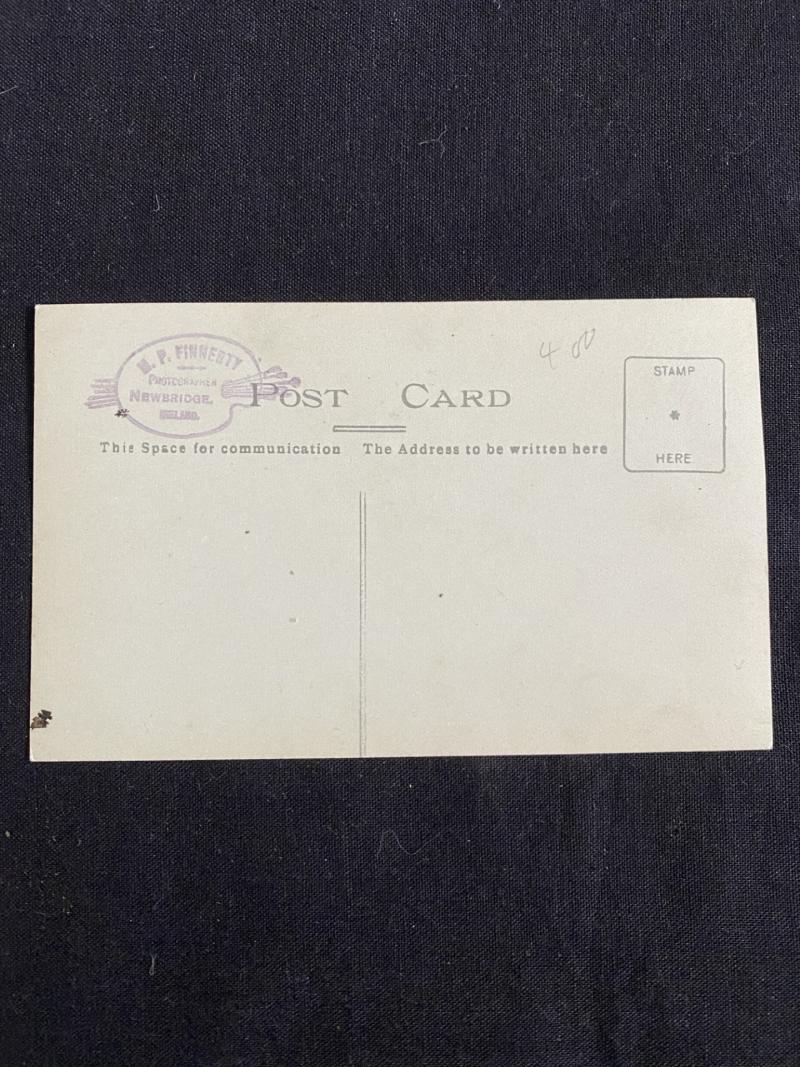 M. P. FINNERTY
PHOTOGRAPHER
NEWBRIDGE,
IRELAND.
4 00
POST CARD
STAMP
HERE
This Space for communication
The Address to be written here